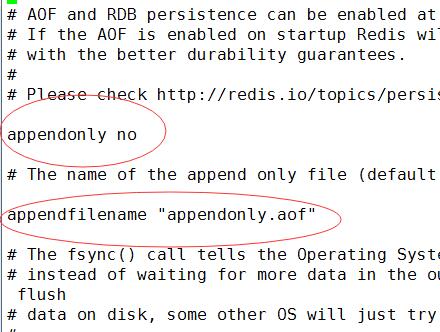 # AOF and RDB persistence can be enabled at
# If the AOF is enabled on startup Redis wil
# with the better durability guarantees.
#
# Please check http://redis.io/topics/persis
appendonly no
# The name of the append only file (default
appendfilename "appendonly.aof"
# The fsync() call tells the Operating Syste
# instead of waiting for more data in the ou
flush
# data on disk, some other OS will just try
#